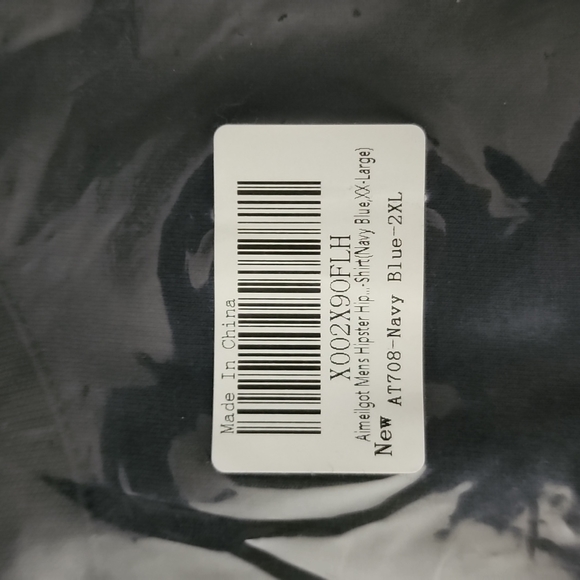 Made In China
X002X90FLH
Aimeilgot Mens Hipster Hip...-Shirt(Navy Blue,XX-Large)
New AT708-Navy Blue-2XL